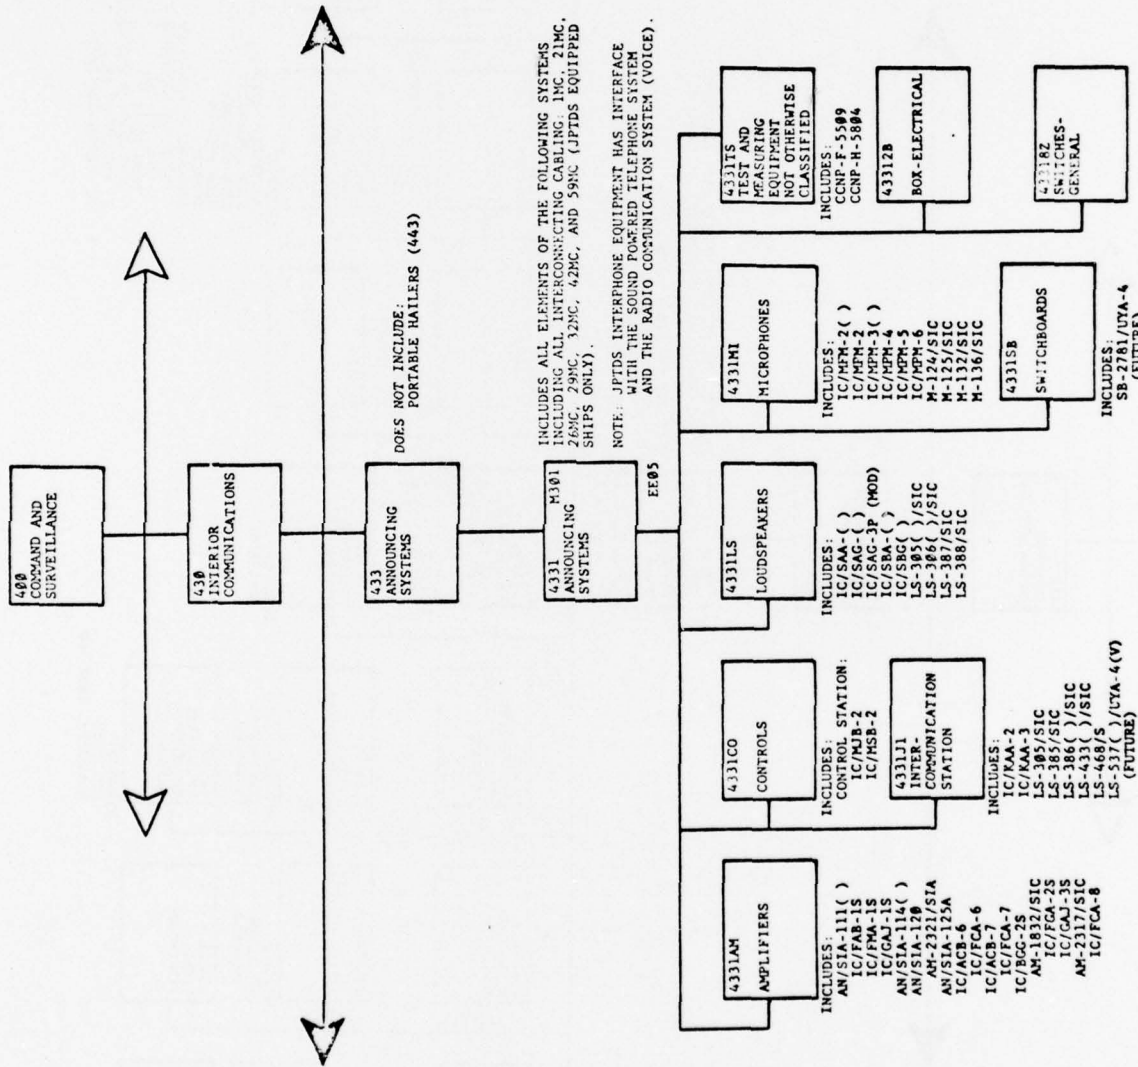 400
COMMAND AND
SURVEILLANCE
430
INTERIOR
COMMUNICATIONS
433
ANNOUNCING
SYSTEMS
DOES NOT INCLUDE:
PORTABLE HAILERS (443)
4331 M301
ANNOUNCING
SYSTEMS
EE05
INCLUDES ALL ELEMENTS OF THE FOLLOWING SYSTEMS
INCLUDING ALL INTERCONNECTING CABLING: 1MC, 21MC,
26MC, 29MC, 32MC, 42MC, AND 59MC (JPTDS EQUIPPED
SHIPS ONLY).
NOTE: JPTDS INTERPHONE EQUIPMENT HAS INTERFACE
WITH THE SOUND POWERED TELEPHONE SYSTEM
AND THE RADIO COMMUNICATION SYSTEM (VOICE).
4331AM
AMPLIFIERS
INCLUDES:
AN/SIA-111( )
IC/FAB-1S
IC/FMA-1S
IC/GAJ-1S
AN/SIA-114( )
AN/SIA-120
AM-2321/SIA
AN/SIA-125A
IC/ACB-6
IC/FCA-6
IC/ACB-7
IC/FCA-7
IC/BGG-2S
AM-1832/SIC
IC/FGA-2S
IC/GAJ-3S
AM-2317/SIC
IC/FCA-8
4331CO
CONTROLS
INCLUDES:
CONTROL STATION:
IC/MJB-2
IC/MSB-2
4331J1
INTER-
COMMUNICATION
STATION
INCLUDES:
IC/KAA-2
IC/KAA-3
LS-305/SIC
LS-385/SIC
LS-386( )/SIC
LS-433( )/SIC
LS-468/S
LS-537( )/UYA-4(V)
(FUTURE)
4331LS
LOUDSPEAKERS
INCLUDES:
IC/SAA-( )
IC/SAG-( )
IC/SAG-3P (MOD)
IC/SBA-( )
IC/SBG( )
LS-305( )/SIC
LS-306( )/SIC
LS-387/SIC
LS-388/SIC
4331MI
MICROPHONES
INCLUDES:
IC/MPM-2( )
IC/MPM-2
IC/MPM-3( )
IC/MPM-4
IC/MPM-5
IC/MPM-6
M-124/SIC
M-125/SIC
M-132/SIC
M-136/SIC
4331SB
SWITCHBOARDS
INCLUDES:
SB-2781/UYA-4
(FUTURE)
4331TS
TEST AND
MEASURING
EQUIPMENT
NOT OTHERWISE
CLASSIFIED
INCLUDES:
CCNP-F-5509
CCNP-H-5804
43312B
BOX-ELECTRICAL
43318Z
SWITCHES-
GENERAL